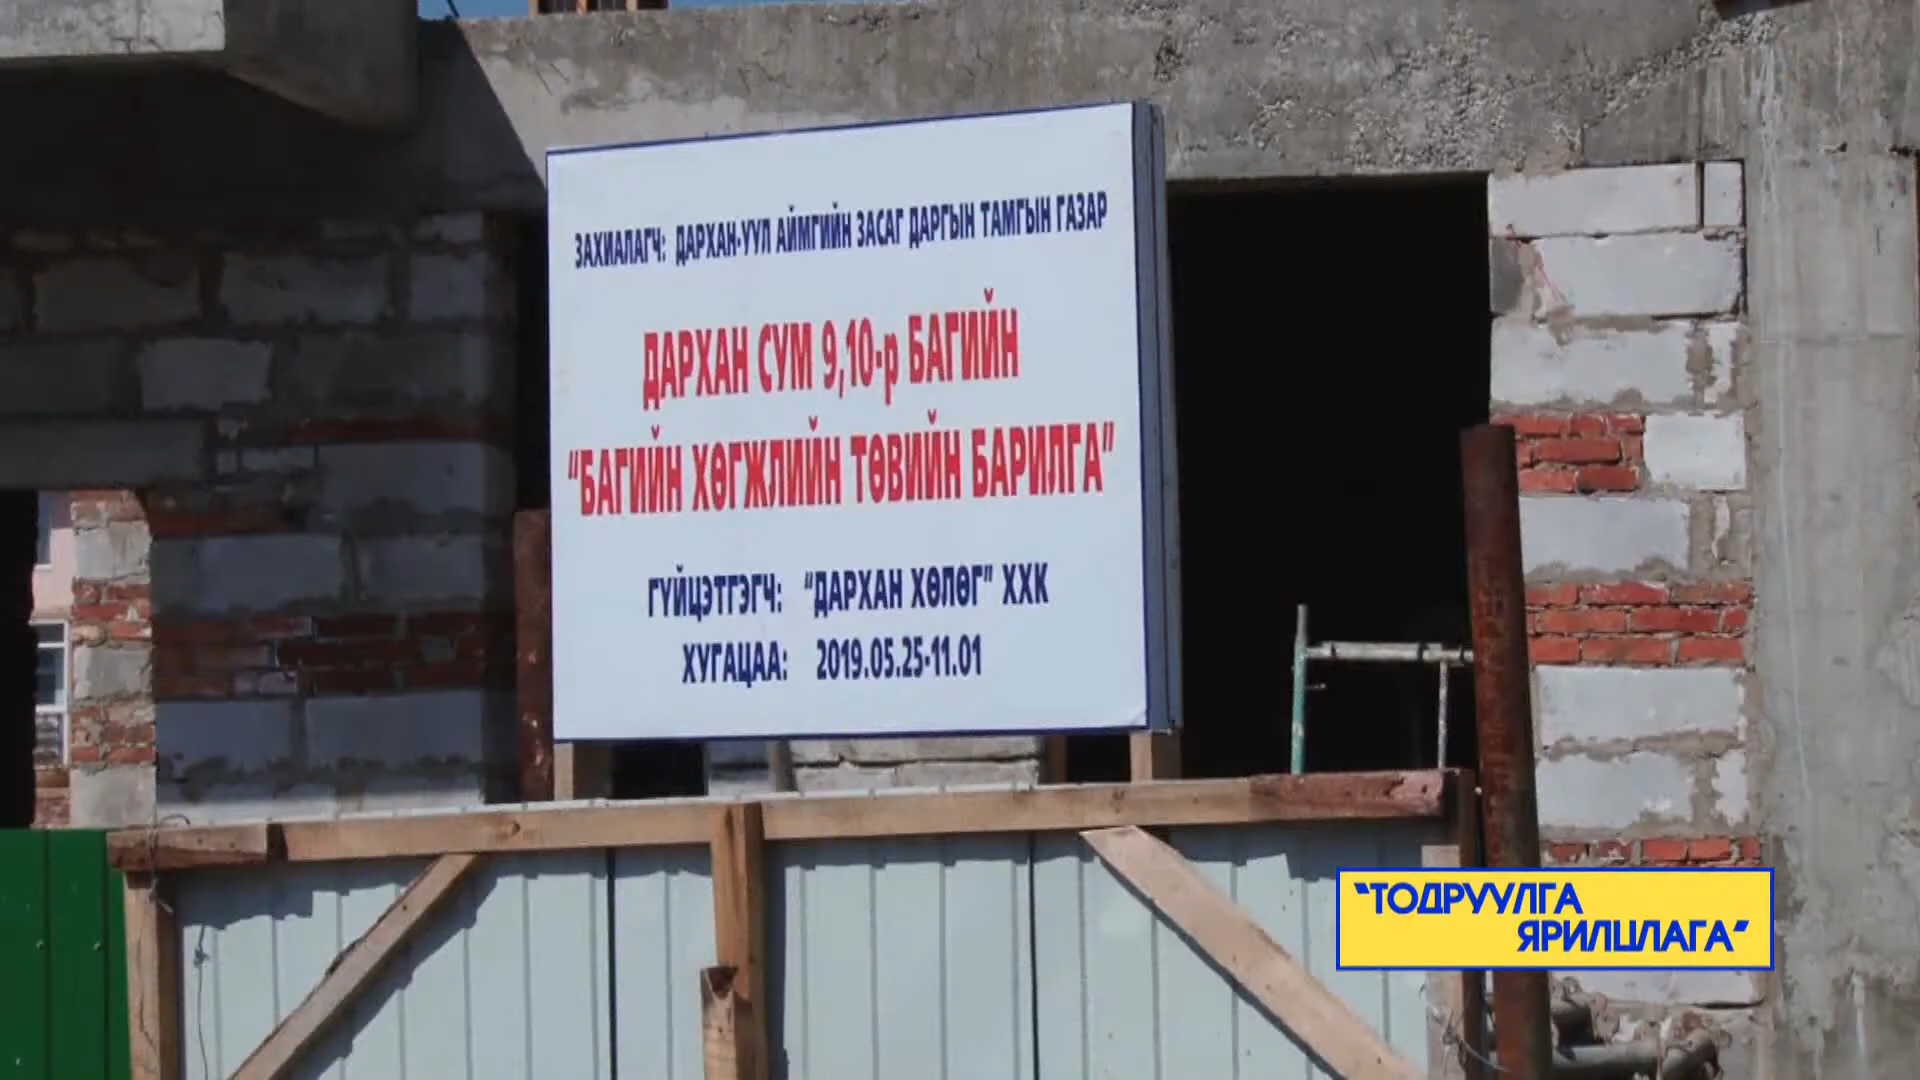 ЗАХИАЛАГЧ: ДАРХАН-УУЛ АЙМГИЙН ЗАСАГ ДАРГЫН ТАМГЫН ГАЗАР
ДАРХАН СУМ 9,10-р БАГИЙН
“БАГИЙН ХӨГЖЛИЙН ТӨВИЙН БАРИЛГА”
ГҮЙЦЭТГЭГЧ: “ДАРХАН ХӨЛӨГ” ХХК
ХУГАЦАА: 2019.05.25-11.01
“ТОДРУУЛГА
ЯРИЛЦЛАГА”